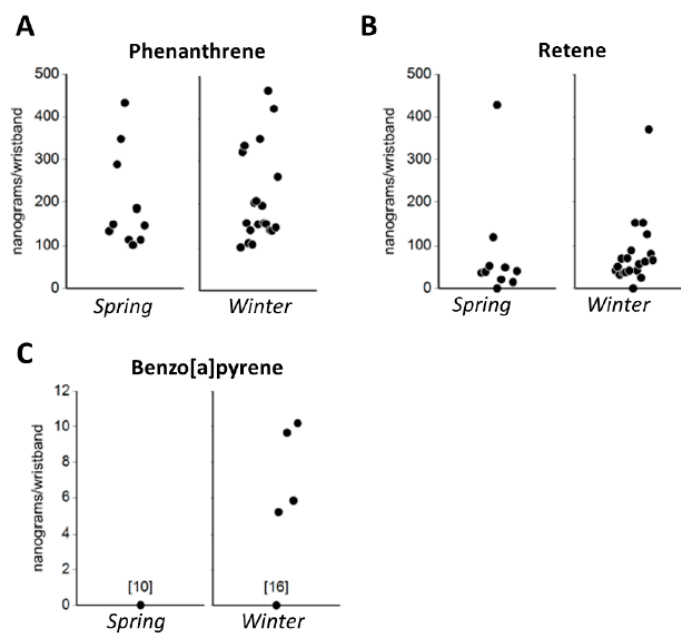 A
Phenanthrene
nanograms/wristband
500
400
300
200
100
0
Spring
Winter
B
Retene
nanograms/wristband
500
400
300
200
100
0
Spring
Winter
C
Benzo[a]pyrene
nanograms/wristband
12
10
8
6
4
2
0
[10]
[16]
Spring
Winter